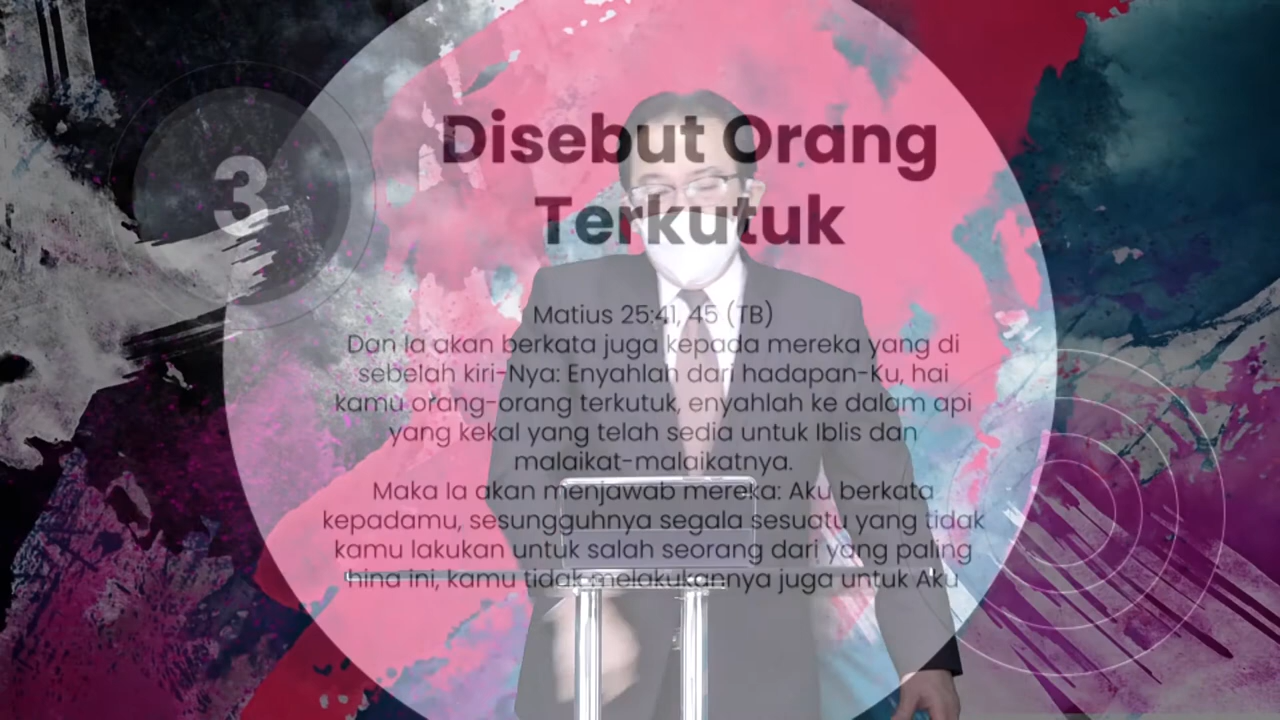 3
Disebut Orang
Terkutuk
Matius 25:41, 45 (TB)
Dan Ia akan berkata juga kepada mereka yang di
sebelah kiri-Nya: Enyahlah dari hadapan-Ku, hai
kamu orang-orang terkutuk, enyahlah ke dalam api
yang kekal yang telah sedia untuk Iblis dan
malaikat-malaikatnya.
Maka Ia akan menjawab mereka: Aku berkata
kepadamu, sesungguhnya segala sesuatu yang tidak
kamu lakukan untuk salah seorang dari yang paling
hina ini, kamu tidak melakukannya juga untuk Aku